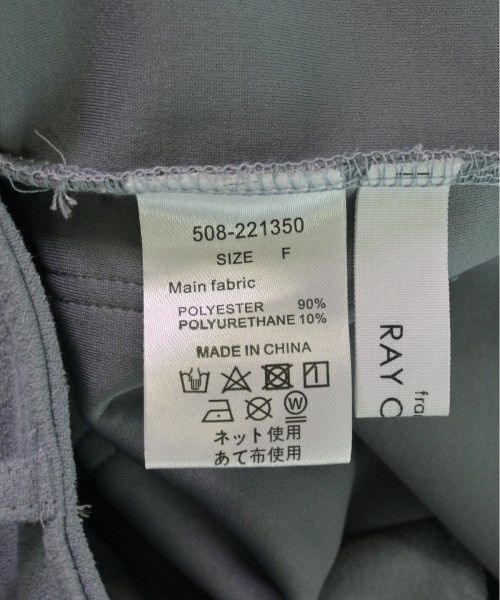 508-221350
SIZE F
Main fabric
POLYESTER 90%
POLYURETHANE 10%
MADE IN CHINA
W
ネット使用
あて布使用
RAY